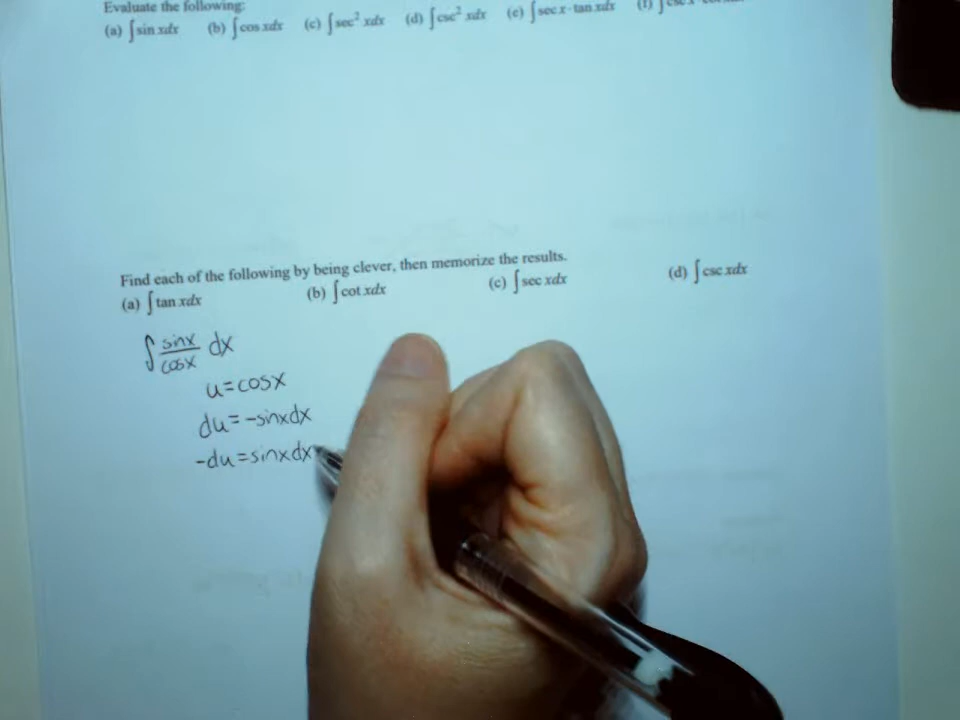 Evaluate the following:
(a) ∫sin xdx (b) ∫cos xdx (c) ∫sec² xdx (d) ∫csc² xdx (e) ∫sec x · tan xdx (f)
Find each of the following by being clever, then memorize the results.
(a) ∫tan xdx (b) ∫cot xdx (c) ∫sec xdx (d) ∫csc xdx
∫ sinx/cosx dx
u=cosx
du=-sinxdx
-du=sinxdx